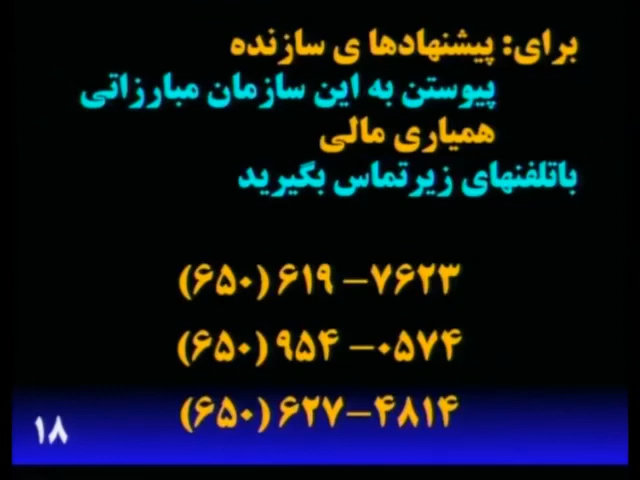 برای: پیشنهادها ی سازنده
پیوستن به این سازمان مبارزاتی
همیاری مالی
باتلفنهای زیرتماس بگیرید
(۶۵۰) ۶۱۹ –۷۶۲۳
(۶۵۰) ۹۵۴ –۰۵۷۴
(۶۵۰) ۶۲۷–۴۸۱۴
۱۸